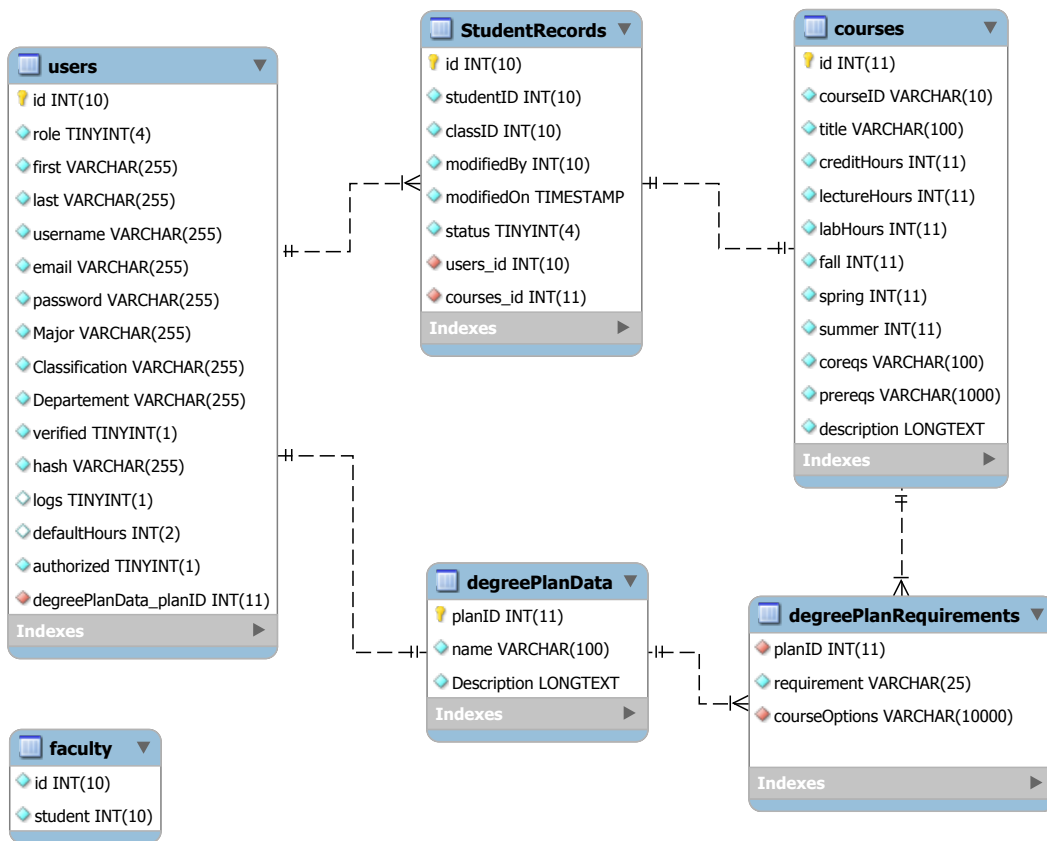 users
id INT(10)
role TINYINT(4)
first VARCHAR(255)
last VARCHAR(255)
username VARCHAR(255)
email VARCHAR(255)
password VARCHAR(255)
Major VARCHAR(255)
Classification VARCHAR(255)
Departement VARCHAR(255)
verified TINYINT(1)
hash VARCHAR(255)
logs TINYINT(1)
defaultHours INT(2)
authorized TINYINT(1)
degreePlanData_planID INT(11)
Indexes
StudentRecords
id INT(10)
studentID INT(10)
classID INT(10)
modifiedBy INT(10)
modifiedOn TIMESTAMP
status TINYINT(4)
users_id INT(10)
courses_id INT(11)
Indexes
courses
id INT(11)
courseID VARCHAR(10)
title VARCHAR(100)
creditHours INT(11)
lectureHours INT(11)
labHours INT(11)
fall INT(11)
spring INT(11)
summer INT(11)
coreqs VARCHAR(100)
prereqs VARCHAR(1000)
description LONGTEXT
Indexes
degreePlanData
planID INT(11)
name VARCHAR(100)
Description LONGTEXT
Indexes
degreePlanRequirements
planID INT(11)
requirement VARCHAR(25)
courseOptions VARCHAR(10000)
Indexes
faculty
id INT(10)
student INT(10)